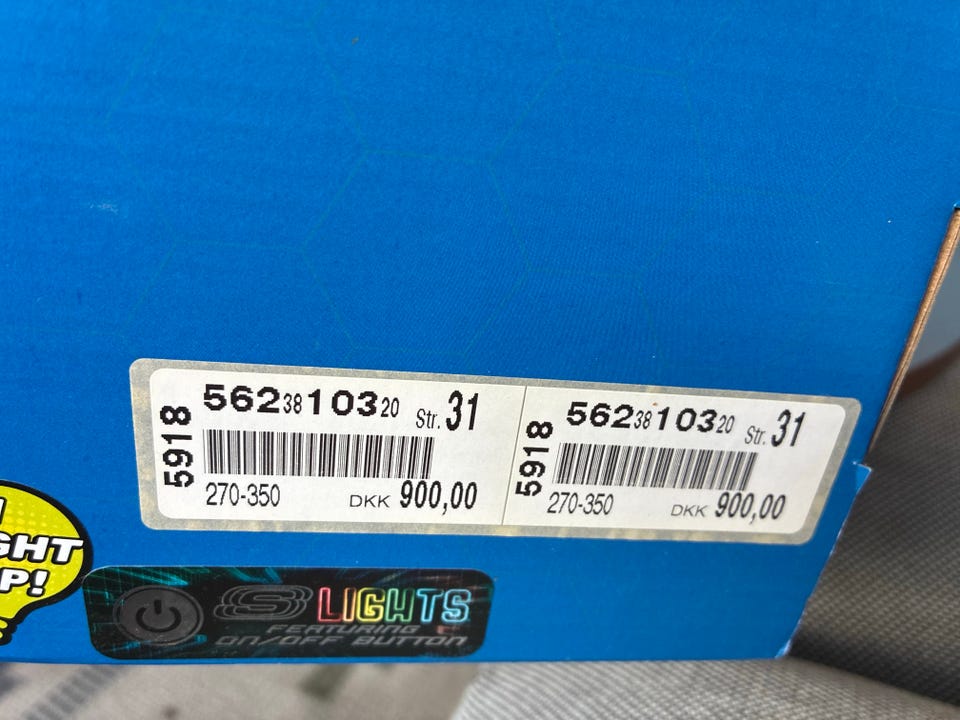 5918
562 38 103 20 Str. 31
270-350 DKK 900,00
5918
562 38 103 20 Str. 31
270-350 DKK 900,00
P!
S LIGHTS
FEATURING
ON/OFF BUTTON